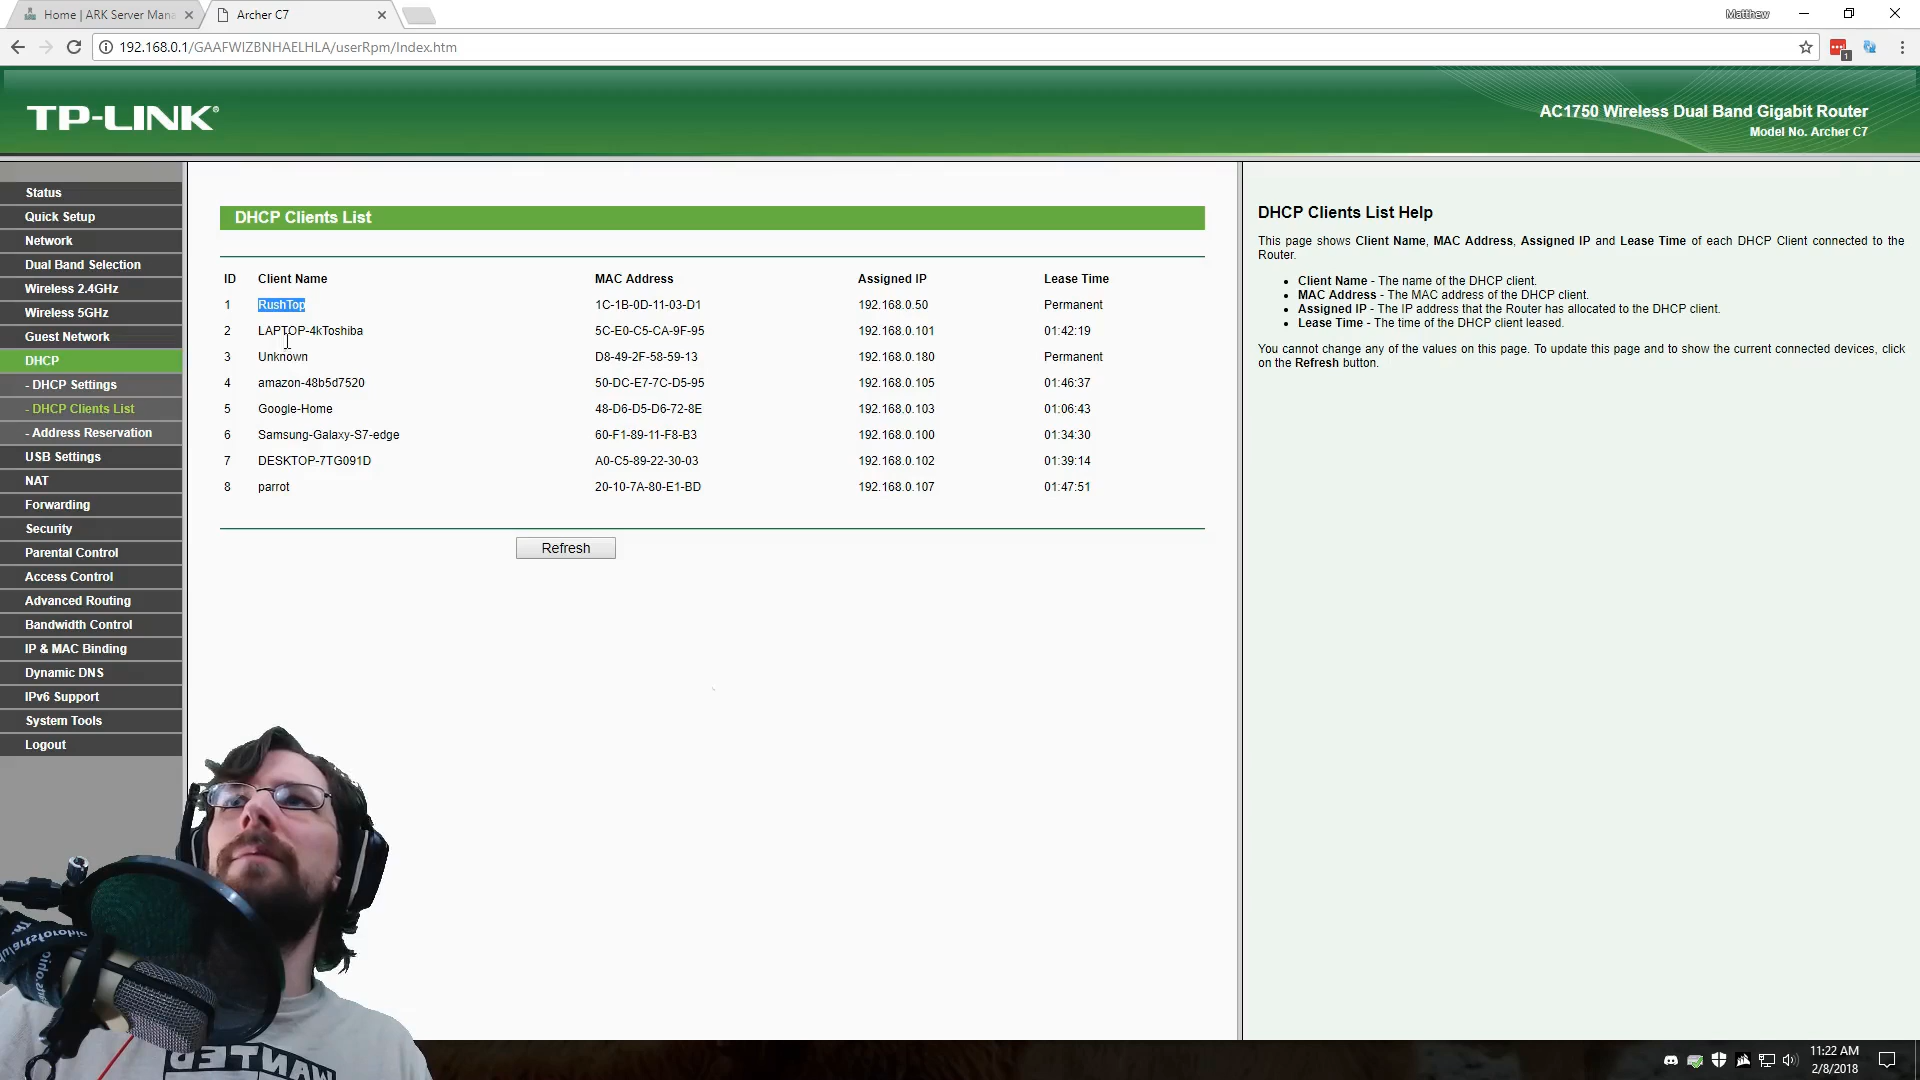 Home | ARK Server Mana
Archer C7
Matthew
192.168.0.1/GAAFWIZBNHAELHLA/userRpm/Index.htm
1
TP-LINK®
AC1750 Wireless Dual Band Gigabit Router
Model No. Archer C7
Status
Quick Setup
Network
Dual Band Selection
Wireless 2.4GHz
Wireless 5GHz
Guest Network
DHCP
- DHCP Settings
- DHCP Clients List
- Address Reservation
USB Settings
NAT
Forwarding
Security
Parental Control
Access Control
Advanced Routing
Bandwidth Control
IP & MAC Binding
Dynamic DNS
IPv6 Support
System Tools
Logout
DHCP Clients List
ID Client Name MAC Address Assigned IP Lease Time
1 RushTop 1C-1B-0D-11-03-D1 192.168.0.50 Permanent
2 LAPTOP-4kToshiba 5C-E0-C5-CA-9F-95 192.168.0.101 01:42:19
3 Unknown D8-49-2F-58-59-13 192.168.0.180 Permanent
4 amazon-48b5d7520 50-DC-E7-7C-D5-95 192.168.0.105 01:46:37
5 Google-Home 48-D6-D5-D6-72-8E 192.168.0.103 01:06:43
6 Samsung-Galaxy-S7-edge 60-F1-89-11-F8-B3 192.168.0.100 01:34:30
7 DESKTOP-7TG091D A0-C5-89-22-30-03 192.168.0.102 01:39:14
8 parrot 20-10-7A-80-E1-BD 192.168.0.107 01:47:51
Refresh
DHCP Clients List Help
This page shows Client Name, MAC Address, Assigned IP and Lease Time of each DHCP Client connected to the
Router.
Client Name - The name of the DHCP client.
MAC Address - The MAC address of the DHCP client.
Assigned IP - The IP address that the Router has allocated to the DHCP client.
Lease Time - The time of the DHCP client leased.
You cannot change any of the values on this page. To update this page and to show the current connected devices, click
on the Refresh button.
WANTED
11:22 AM
2/8/2018